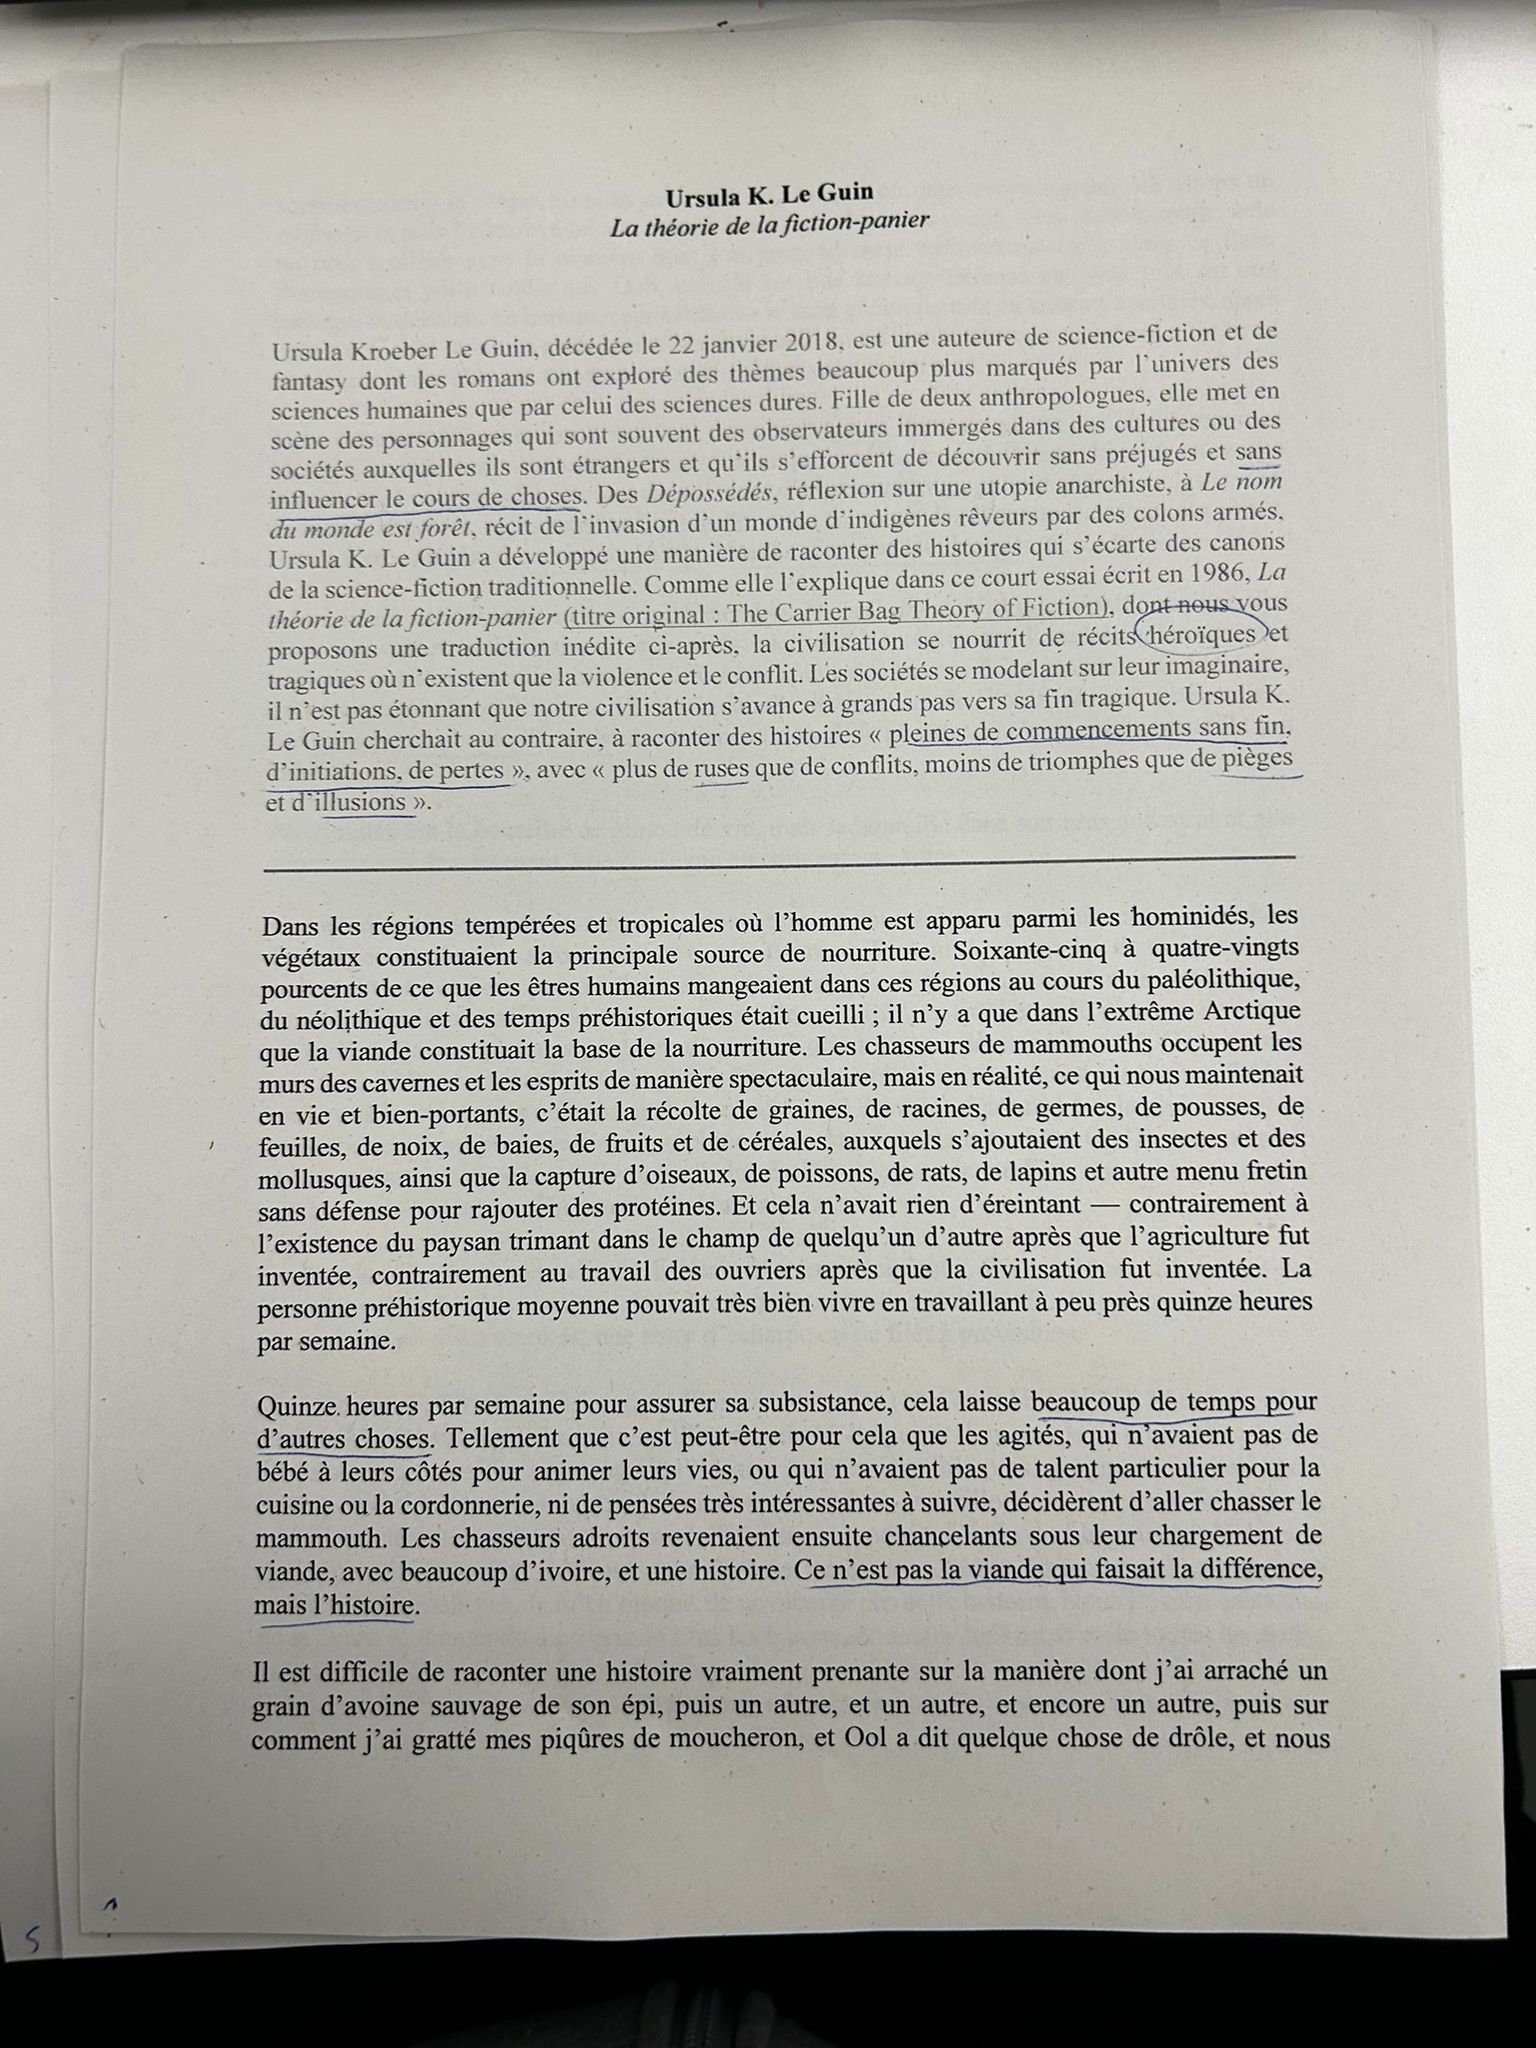 Ursula K. Le Guin
La théorie de la fiction-panier
Ursula Kroeber Le Guin, décédée le 22 janvier 2018, est une auteure de science-fiction et de
fantasy dont les romans ont exploré des thèmes beaucoup plus marqués par l'univers des
sciences humaines que par celui des sciences dures. Fille de deux anthropologues, elle met en
scène des personnages qui sont souvent des observateurs immergés dans des cultures ou des
sociétés auxquelles ils sont étrangers et qu'ils s'efforcent de découvrir sans préjugés et sans
influencer le cours de choses. Des Dépossédés, réflexion sur une utopie anarchiste, à Le nom
du monde est forêt, récit de l'invasion d'un monde d'indigènes rêveurs par des colons armés,
Ursula K. Le Guin a développé une manière de raconter des histoires qui s'écarte des canons
de la science-fiction traditionnelle. Comme elle l'explique dans ce court essai écrit en 1986, La
théorie de la fiction-panier (titre original : The Carrier Bag Theory of Fiction), dont nous vous
proposons une traduction inédite ci-après, la civilisation se nourrit de récits héroïques et
tragiques où n'existent que la violence et le conflit. Les sociétés se modelant sur leur imaginaire,
il n'est pas étonnant que notre civilisation s'avance à grands pas vers sa fin tragique. Ursula K.
Le Guin cherchait au contraire, à raconter des histoires « pleines de commencements sans fin,
d'initiations, de pertes », avec « plus de ruses que de conflits, moins de triomphes que de pièges
et d'illusions ».
Dans les régions tempérées et tropicales où l'homme est apparu parmi les hominidés, les
végétaux constituaient la principale source de nourriture. Soixante-cinq à quatre-vingts
pourcents de ce que les êtres humains mangeaient dans ces régions au cours du paléolithique,
du néolithique et des temps préhistoriques était cueilli ; il n'y a que dans l'extrême Arctique
que la viande constituait la base de la nourriture. Les chasseurs de mammouths occupent les
murs des cavernes et les esprits de manière spectaculaire, mais en réalité, ce qui nous maintenait
en vie et bien-portants, c'était la récolte de graines, de racines, de germes, de pousses, de
feuilles, de noix, de baies, de fruits et de céréales, auxquels s'ajoutaient des insectes et des
mollusques, ainsi que la capture d'oiseaux, de poissons, de rats, de lapins et autre menu fretin
sans défense pour rajouter des protéines. Et cela n'avait rien d'éreintant — contrairement à
l'existence du paysan trimant dans le champ de quelqu'un d'autre après que l'agriculture fut
inventée, contrairement au travail des ouvriers après que la civilisation fut inventée. La
personne préhistorique moyenne pouvait très bien vivre en travaillant à peu près quinze heures
par semaine.
Quinze heures par semaine pour assurer sa subsistance, cela laisse beaucoup de temps pour
d'autres choses. Tellement que c'est peut-être pour cela que les agités, qui n'avaient pas de
bébé à leurs côtés pour animer leurs vies, ou qui n'avaient pas de talent particulier pour la
cuisine ou la cordonnerie, ni de pensées très intéressantes à suivre, décidèrent d'aller chasser le
mammouth. Les chasseurs adroits revenaient ensuite chancelants sous leur chargement de
viande, avec beaucoup d'ivoire, et une histoire. Ce n'est pas la viande qui faisait la différence,
mais l'histoire.
Il est difficile de raconter une histoire vraiment prenante sur la manière dont j'ai arraché un
grain d'avoine sauvage de son épi, puis un autre, et un autre, et encore un autre, puis sur
comment j'ai gratté mes piqûres de moucheron, et Ool a dit quelque chose de drôle, et nous